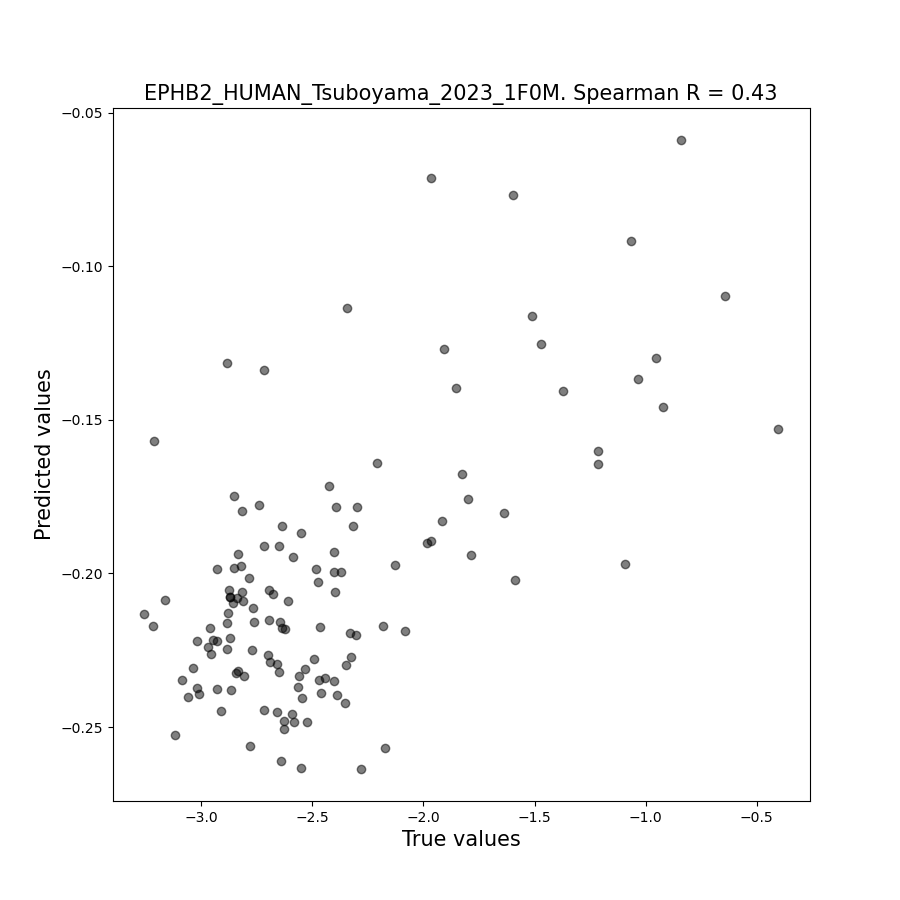 EPHB2_HUMAN_Tsuboyama_2023_1F0M. Spearman R = 0.43
−0.05
−0.10
−0.15
−0.20
−0.25
Predicted values
−3.0 −2.5 −2.0 −1.5 −1.0 −0.5
True values